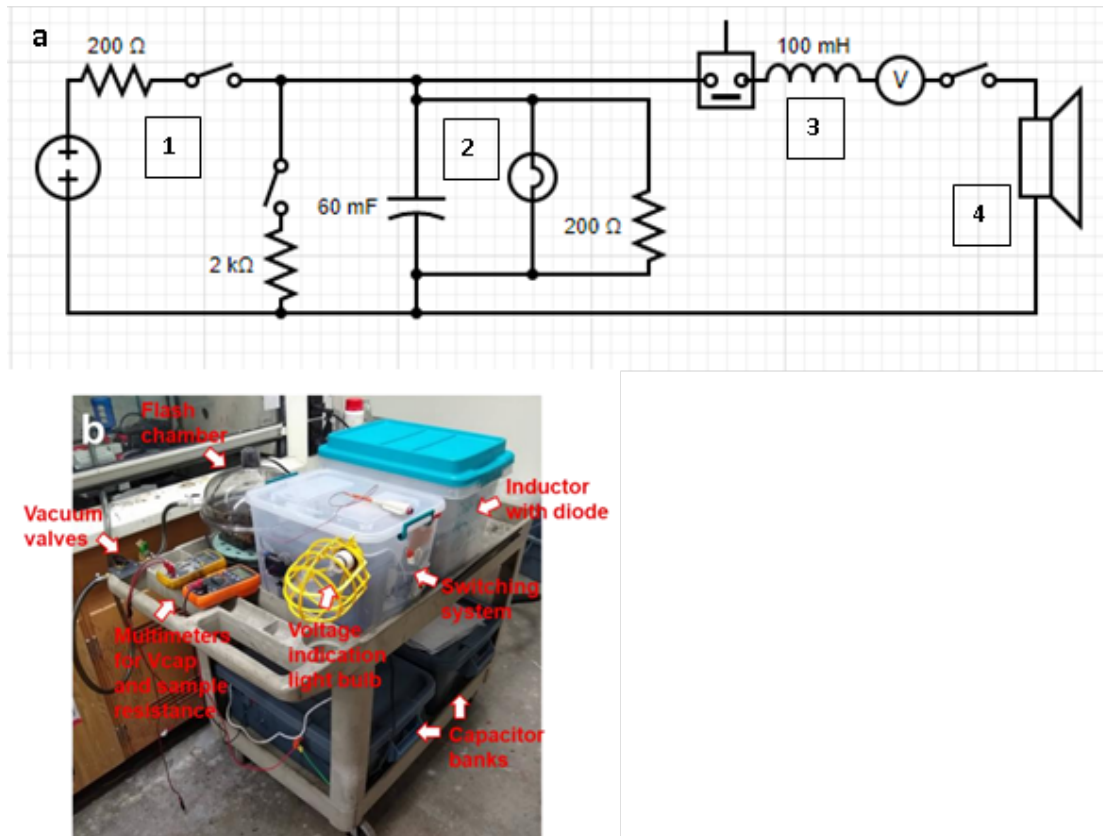 a
200 Ω
100 mH
V
1
2
3
4
60 mF
200 Ω
2 kΩ
b
Flash
chamber
Vacuum
valves
Inductor
with diode
Switching
system
Multimeters
for Vcap
and sample
resistance
Voltage
indication
light bulb
Capacitor
banks